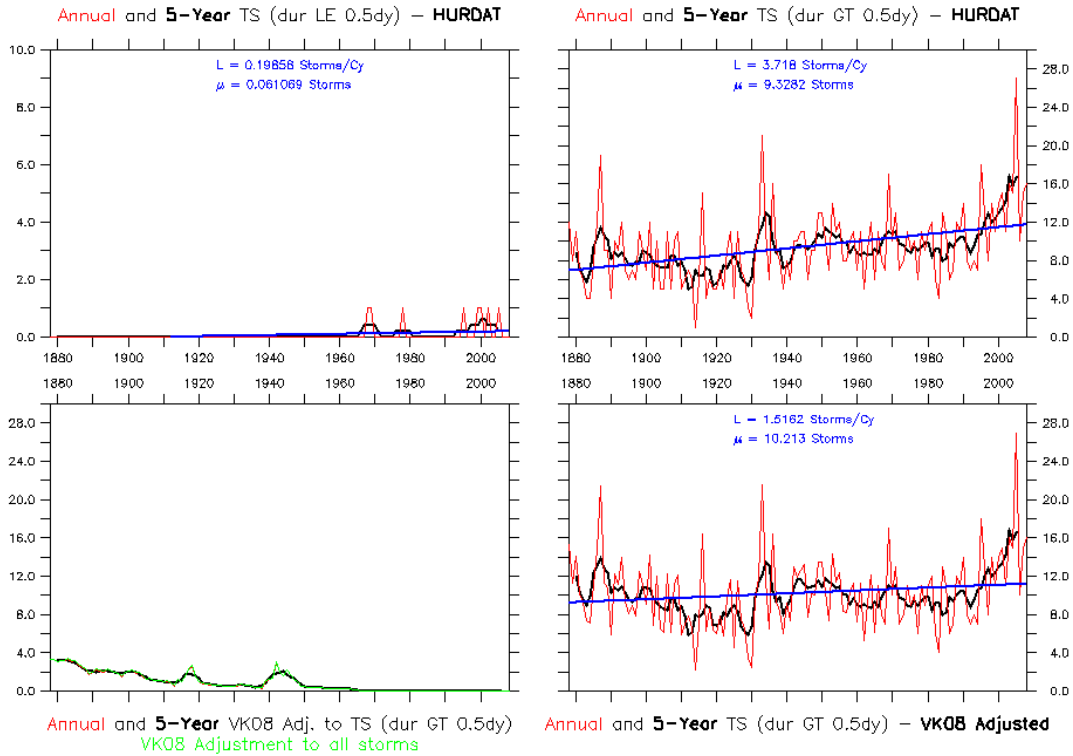 Annual and 5-Year TS (dur LE 0.5dy) – HURDAT
Annual and 5-Year TS (dur GT 0.5dy) – HURDAT
L = 0.19858 Storms/Cy
μ = 0.061069 Storms
10.0
8.0
6.0
4.0
2.0
0.0
1880 1900 1920 1940 1960 1980 2000
L = 3.718 Storms/Cy
μ = 9.3282 Storms
28.0
24.0
20.0
16.0
12.0
8.0
4.0
0.0
1880 1900 1920 1940 1960 1980 2000
1880 1900 1920 1940 1960 1980 2000
28.0
24.0
20.0
16.0
12.0
8.0
4.0
0.0
1880 1900 1920 1940 1960 1980 2000
L = 1.5162 Storms/Cy
μ = 10.213 Storms
28.0
24.0
20.0
16.0
12.0
8.0
4.0
0.0
Annual and 5-Year VK08 Adj. to TS (dur GT 0.5dy)
VK08 Adjustment to all storms
Annual and 5-Year TS (dur GT 0.5dy) – VK08 Adjusted